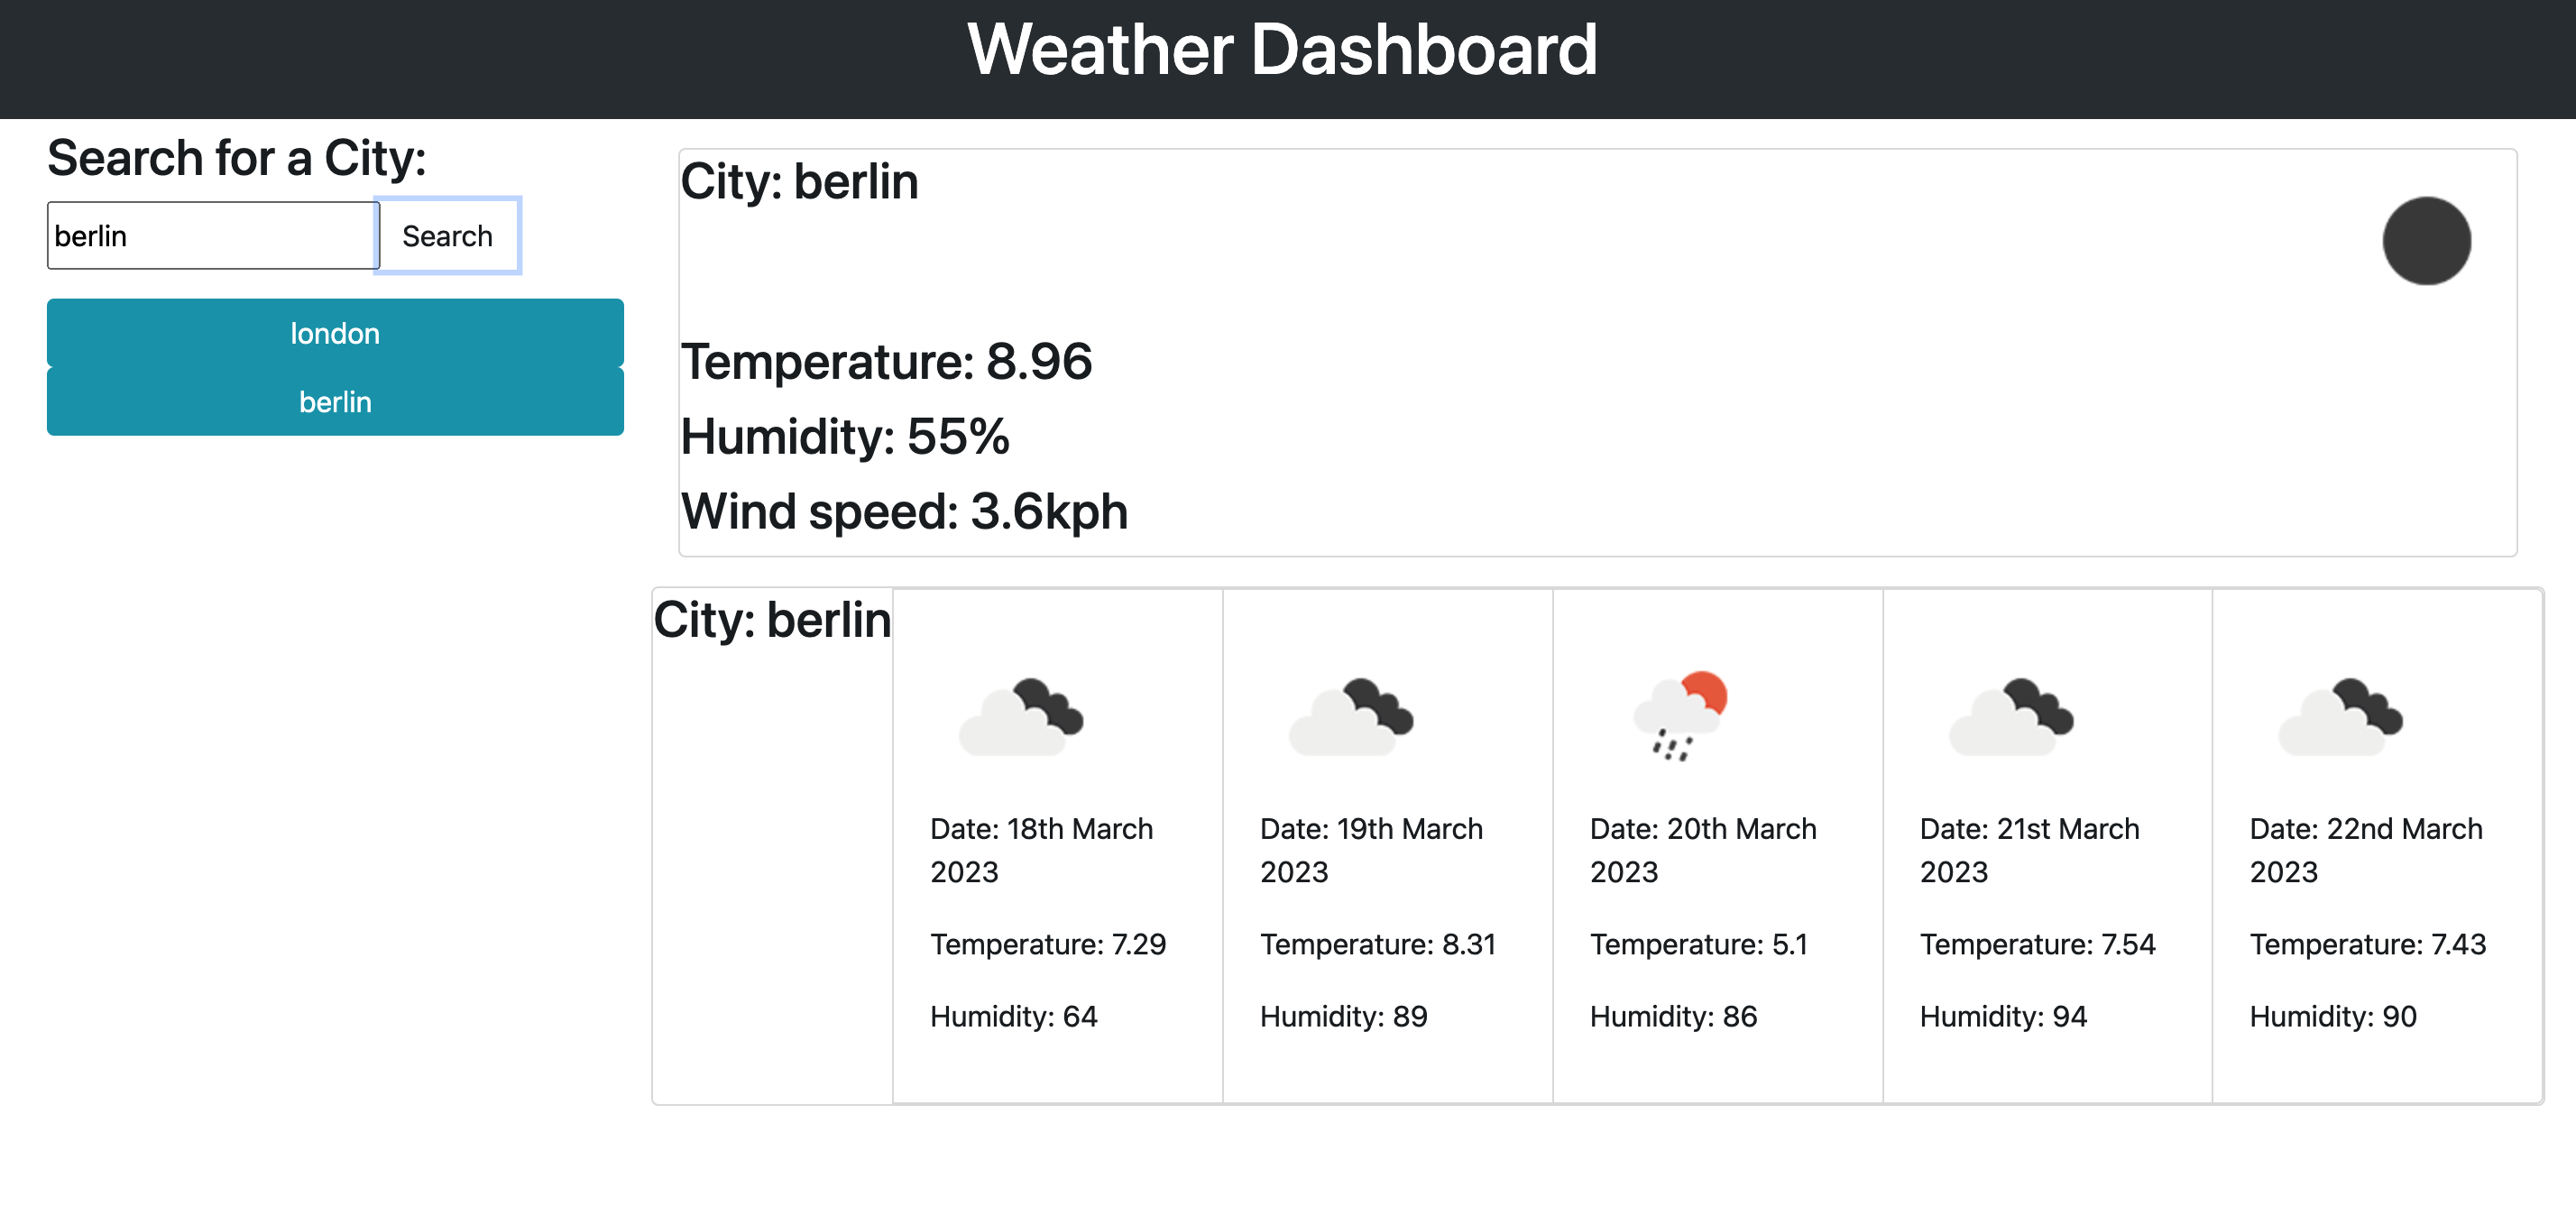 Weather Dashboard
Search for a City:
berlin
Search
london
berlin
City: berlin
Temperature: 8.96
Humidity: 55%
Wind speed: 3.6kph
City: berlin
Date: 18th March
2023
Temperature: 7.29
Humidity: 64
Date: 19th March
2023
Temperature: 8.31
Humidity: 89
Date: 20th March
2023
Temperature: 5.1
Humidity: 86
Date: 21st March
2023
Temperature: 7.54
Humidity: 94
Date: 22nd March
2023
Temperature: 7.43
Humidity: 90